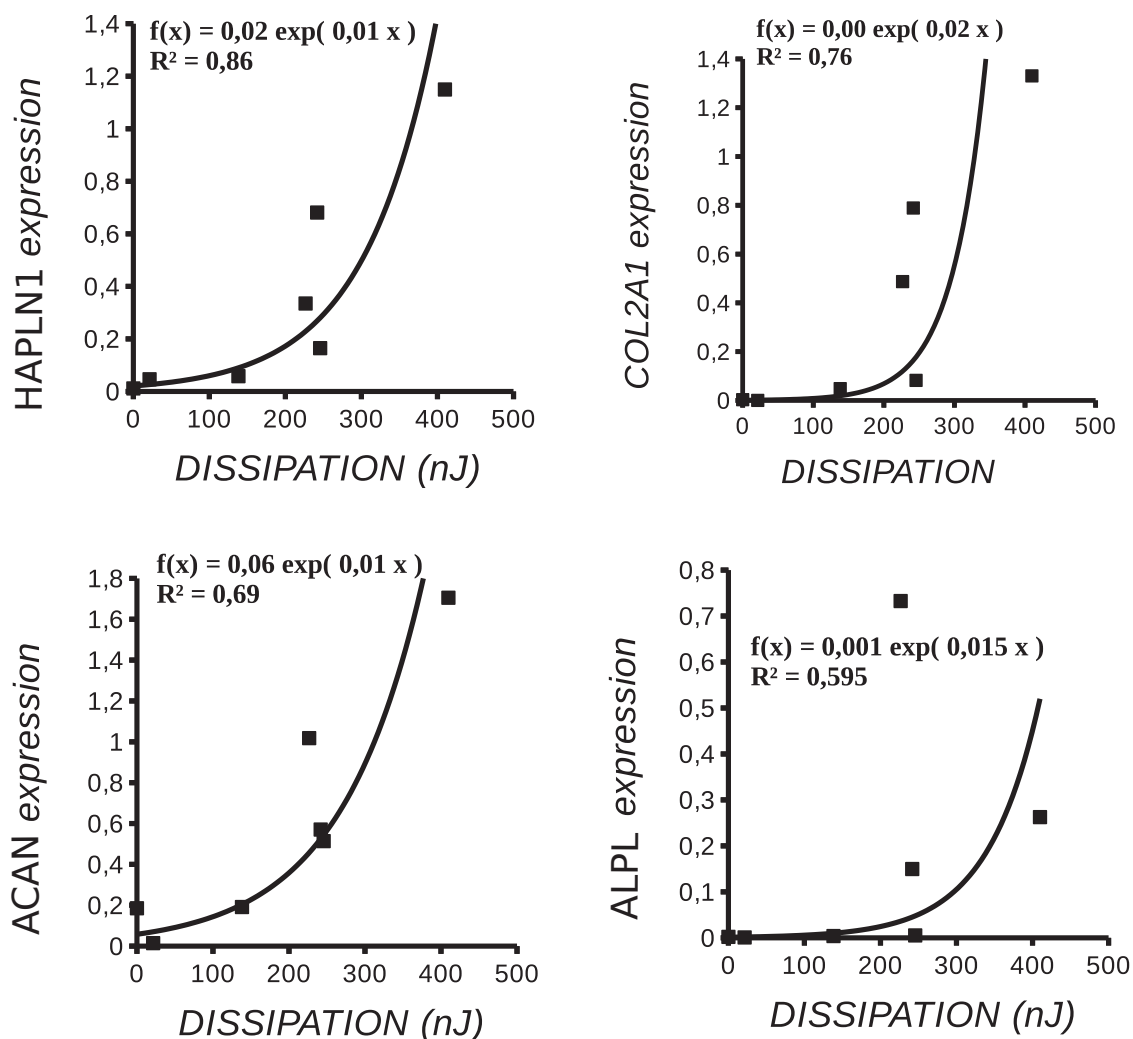 f(x) = 0,02 exp( 0,01 x )
R² = 0,86
1,4
1,2
1
0,8
0,6
0,4
0,2
0
0 100 200 300 400 500
HAPLN1 expression
DISSIPATION (nJ)
f(x) = 0,00 exp( 0,02 x )
R² = 0,76
1,4
1,2
1
0,8
0,6
0,4
0,2
0
0 100 200 300 400 500
COL2A1 expression
DISSIPATION
f(x) = 0,06 exp( 0,01 x )
R² = 0,69
1,8
1,6
1,4
1,2
1
0,8
0,6
0,4
0,2
0
0 100 200 300 400 500
ACAN expression
DISSIPATION (nJ)
0,8
0,7
f(x) = 0,001 exp( 0,015 x )
0,6
R² = 0,595
0,5
0,4
0,3
0,2
0,1
0
0 100 200 300 400 500
ALPL expression
DISSIPATION (nJ)